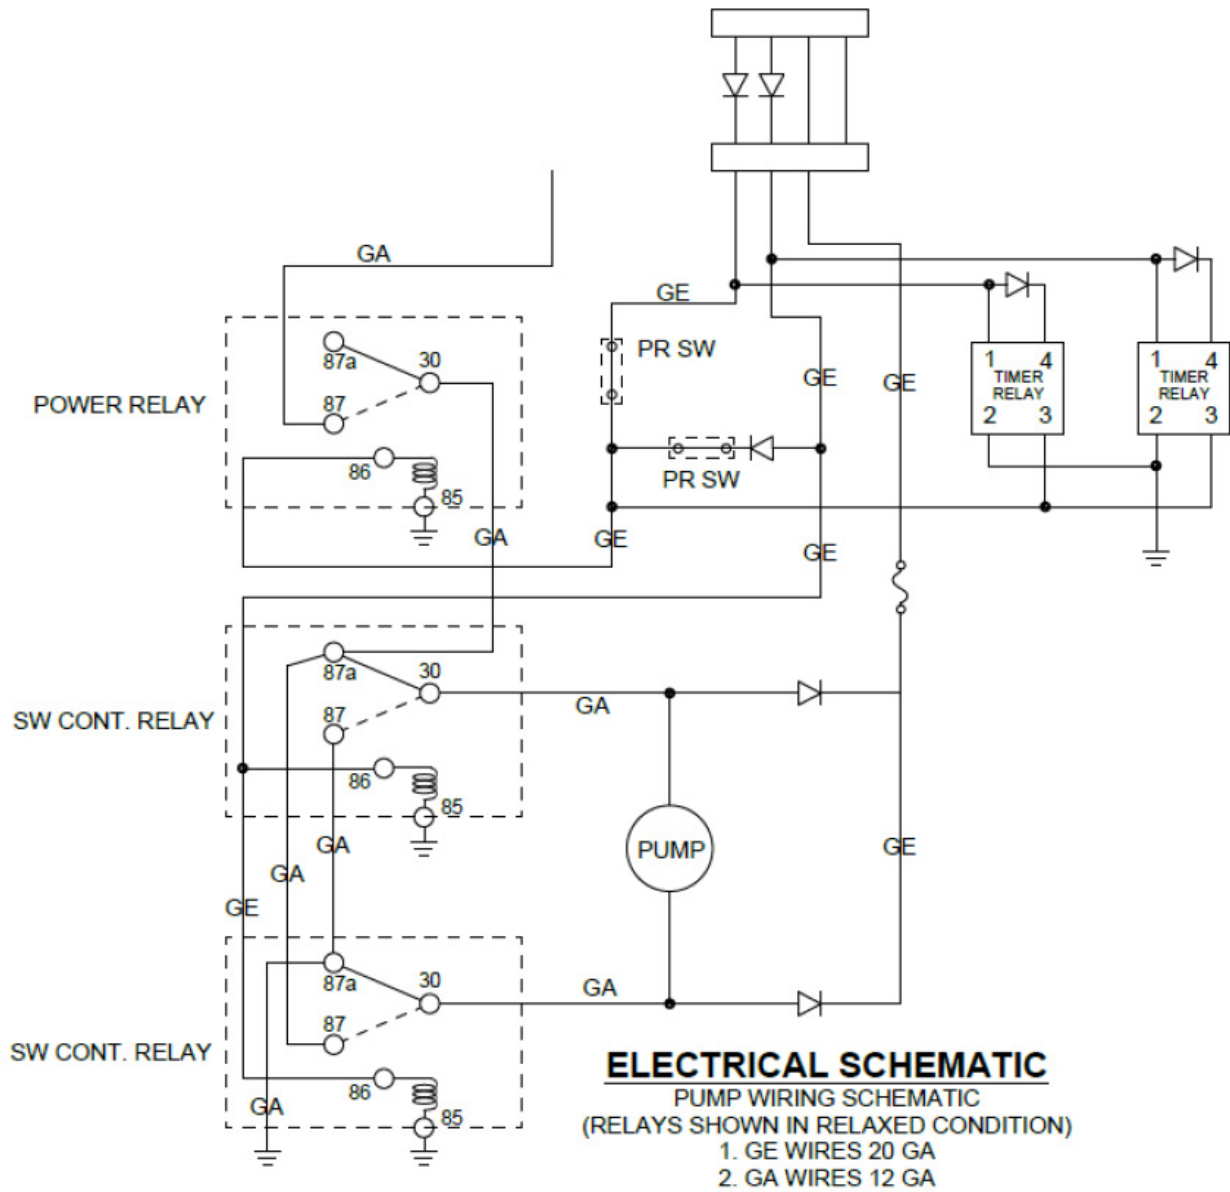 GA
GE
PR SW
87a
30
POWER RELAY
87
GE
GE
1
4
TIMER
RELAY
2
3
1
4
TIMER
RELAY
2
3
86
85
PR SW
GA
GE
GE
87a
30
SW CONT. RELAY
87
GA
86
85
GA
GA
PUMP
GE
GE
87a
30
GA
87
SW CONT. RELAY
86
85
GA
ELECTRICAL SCHEMATIC
PUMP WIRING SCHEMATIC
(RELAYS SHOWN IN RELAXED CONDITION)
1. GE WIRES 20 GA
2. GA WIRES 12 GA